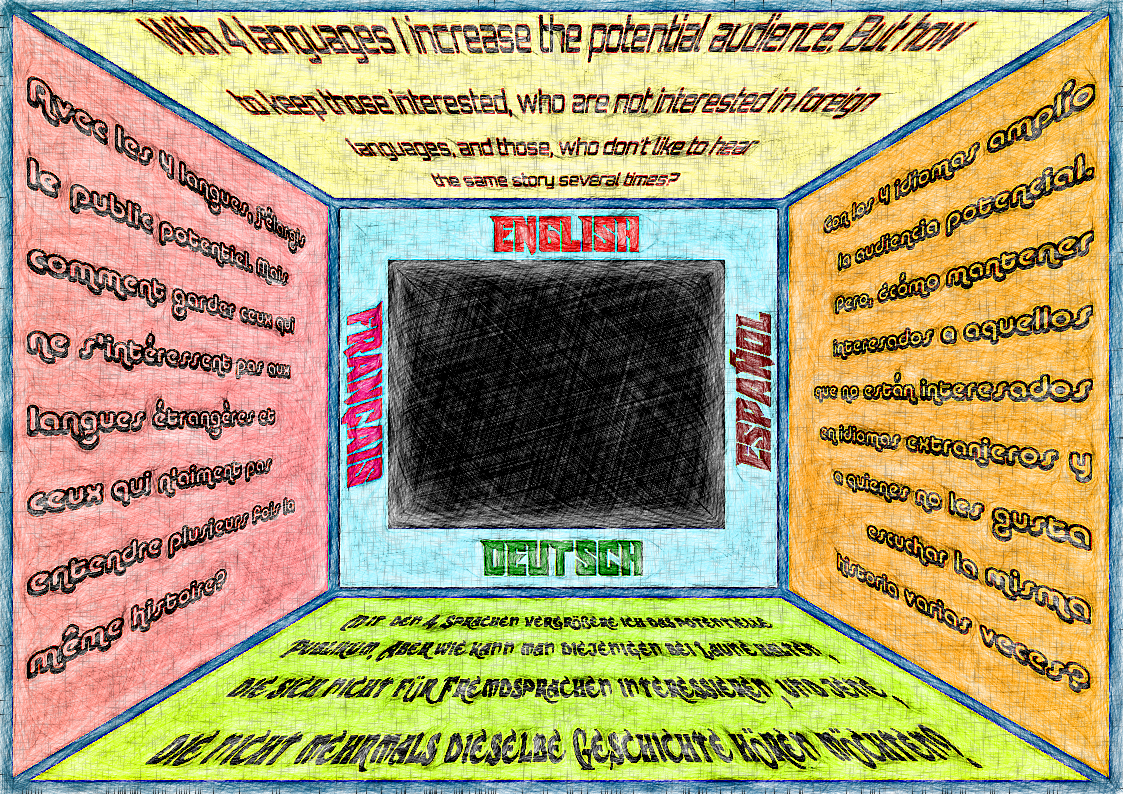 With 4 languages I increase the potential audience. But how
to keep those interested, who are not interested in foreign
languages, and those, who don't like to hear
the same story several times?
Avec les 4 langues, j'élargis
le public potentiel. Mais
comment garder ceux qui
ne s'intéressent pas aux
langues étrangères et
ceux qui n'aiment pas
entendre plusieurs fois la
même histoire?
ENGLISH
FRANÇAIS
ESPAÑOL
DEUTSCH
Con los 4 idiomas amplío
la audiencia potencial.
Pero, ¿cómo mantener
interesados a aquellos
que no están interesados
en idiomas extranjeros y
a quienes no les gusta
escuchar la misma
historia varias veces?
Mit den 4 Sprachen vergrößere ich das potentielle
Publikum. Aber wie kann man diejenigen bei Laune halten,
die sich nicht für Fremdsprachen interessieren, und jene,
die nicht mehrmals dieselbe Geschichte hören möchten?